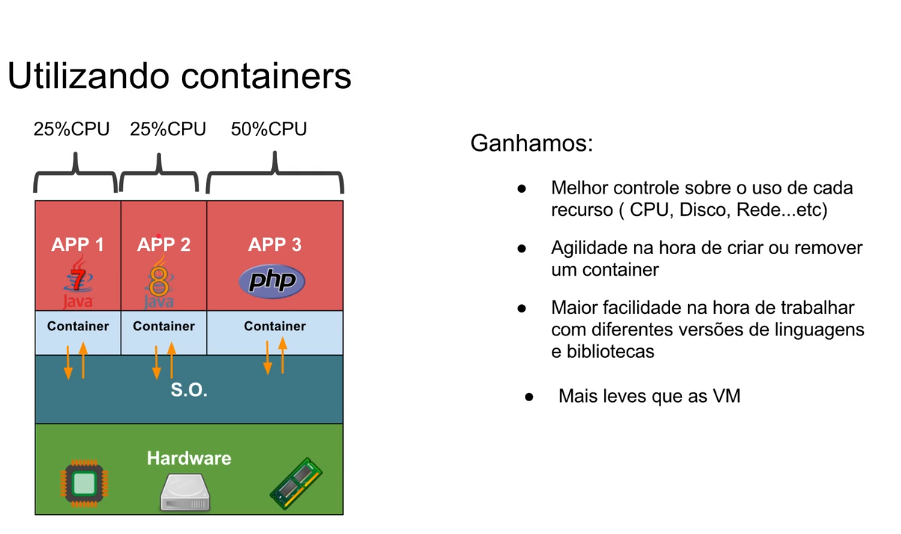 Utilizando containers
25%CPU 25%CPU 50%CPU
APP 1 APP 2 APP 3
7 Java 8 Java php
Container Container Container
S.O.
Hardware
Ganhamos:
● Melhor controle sobre o uso de cada
recurso ( CPU, Disco, Rede...etc)
● Agilidade na hora de criar ou remover
um container
● Maior facilidade na hora de trabalhar
com diferentes versões de linguagens
e bibliotecas
● Mais leves que as VM